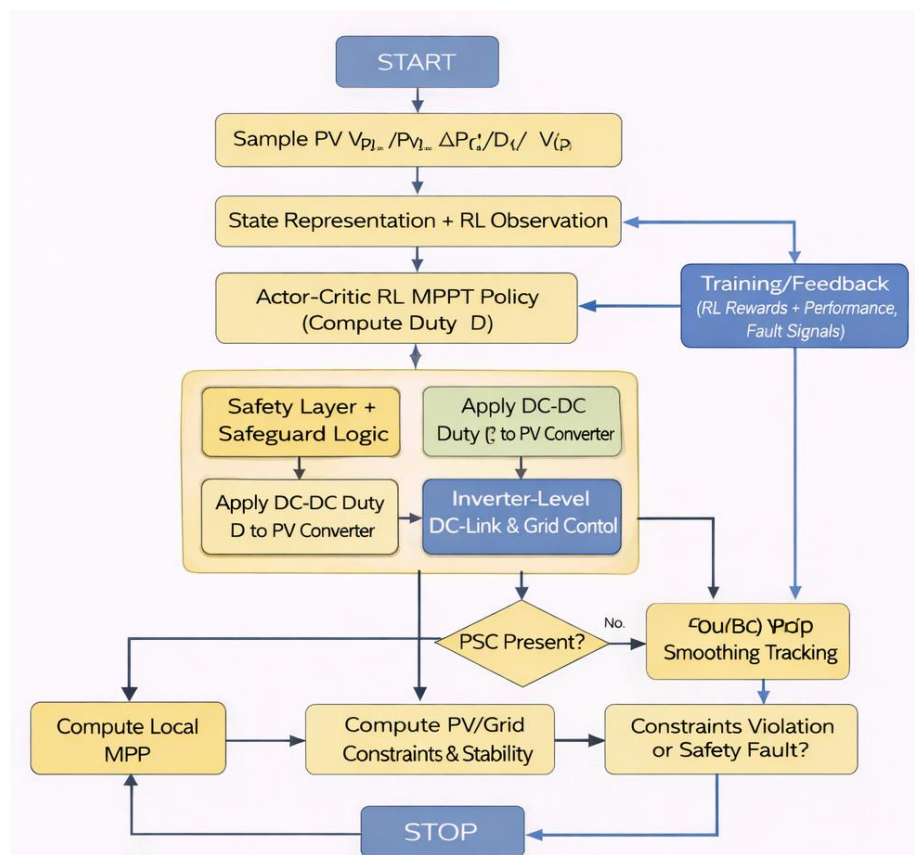 START
Sample PV
State Representation + RL Observation
Training/Feedback
(RL Rewards + Performance,
Fault Signals)
Actor-Critic RL MPPT Policy
(Compute Duty D)
Safety Layer +
Safeguard Logic
Apply DC-DC
Duty to PV Converter
Apply DC-DC Duty
D to PV Converter
Inverter-Level
DC-Link & Grid Contol
PSC Present?
No.
Smoothing Tracking
Compute Local
MPP
Compute PV/Grid
Constraints & Stability
Constraints Violation
or Safety Fault?
STOP